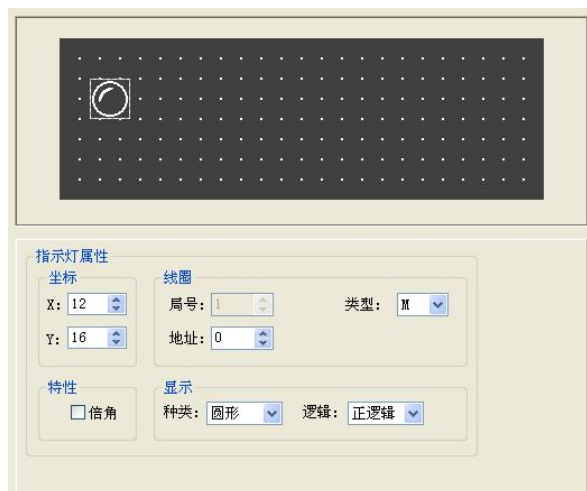 指示灯属性
坐标 线圈
X: 12 局号: 1 类型: M
Y: 16 地址: 0
特性 显示
倍角 种类: 圆形 逻辑: 正逻辑